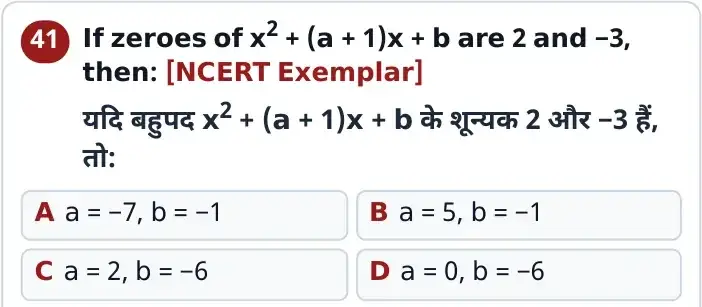 41 If zeroes of x² + (a + 1)x + b are 2 and −3,
then: [NCERT Exemplar]
यदि बहुपद x² + (a + 1)x + b के शून्यक 2 और −3 हैं,
तो:
A a = −7, b = −1
B a = 5, b = −1
C a = 2, b = −6
D a = 0, b = −6